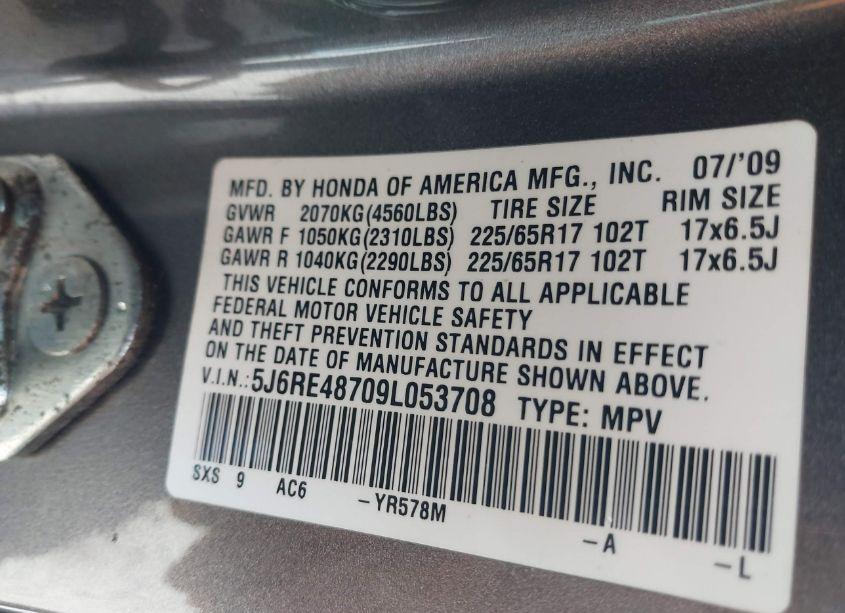 MFD. BY HONDA OF AMERICA MFG., INC. 07/'09
GVWR 2070KG(4560LBS) TIRE SIZE RIM SIZE
GAWR F 1050KG(2310LBS) 225/65R17 102T 17x6.5J
GAWR R 1040KG(2290LBS) 225/65R17 102T 17x6.5J
THIS VEHICLE CONFORMS TO ALL APPLICABLE
FEDERAL MOTOR VEHICLE SAFETY
AND THEFT PREVENTION STANDARDS IN EFFECT
ON THE DATE OF MANUFACTURE SHOWN ABOVE.
V.I.N.: 5J6RE48709L053708 TYPE: MPV
SXS 9 AC6 -YR578M -A -L